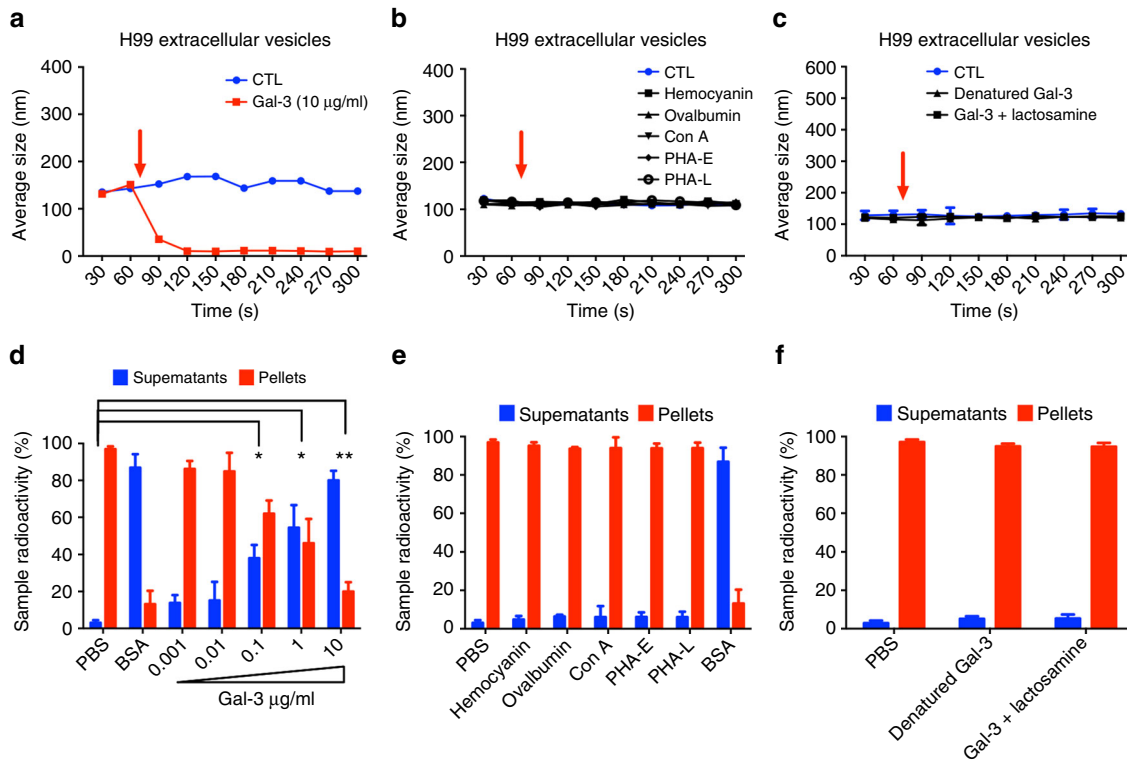 a
H99 extracellular vesicles
Average size (nm)
400
300
200
100
0
CTL
Gal-3 (10 μg/ml)
30 60 90 120 150 180 210 240 270 300
Time (s)
b
H99 extracellular vesicles
Average size (nm)
400
300
200
100
0
CTL
Hemocyanin
Ovalbumin
Con A
PHA-E
PHA-L
30 60 90 120 150 180 210 240 270 300
Time (s)
c
H99 extracellular vesicles
Average size (nm)
600
500
400
300
200
100
0
CTL
Denatured Gal-3
Gal-3 + lactosamine
30 60 90 120 150 180 210 240 270 300
Time (s)
d
Supematants Pellets
Sample radioactivity (%)
100
80
60
40
20
0
* * **
PBS BSA 0.001 0.01 0.1 1 10
Gal-3 μg/ml
e
Supematants Pellets
Sample radioactivity (%)
100
80
60
40
20
0
PBS Hemocyanin Ovalbumin Con A PHA-E PHA-L BSA
f
Supematants Pellets
Sample radioactivity (%)
100
80
60
40
20
0
PBS Denatured Gal-3 Gal-3 + lactosamine